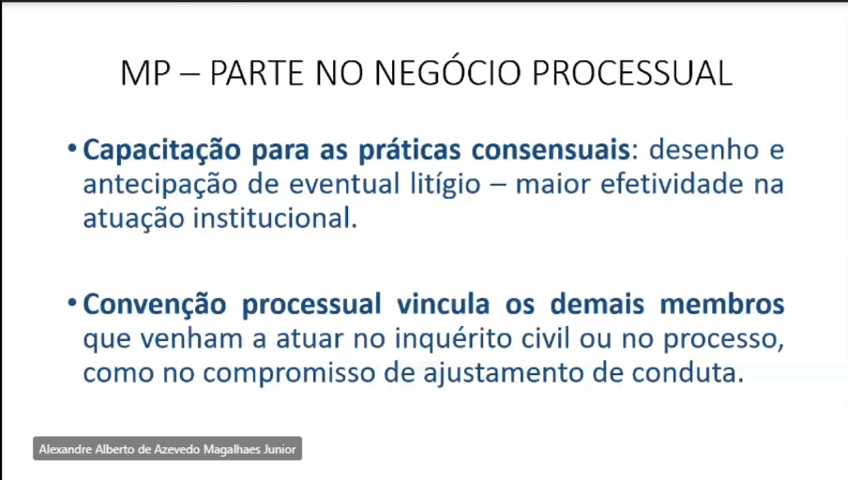 MP – PARTE NO NEGÓCIO PROCESSUAL
• Capacitação para as práticas consensuais: desenho e
antecipação de eventual litígio – maior efetividade na
atuação institucional.
• Convenção processual vincula os demais membros
que venham a atuar no inquérito civil ou no processo,
como no compromisso de ajustamento de conduta.
Alexandre Alberto de Azevedo Magalhaes Junior